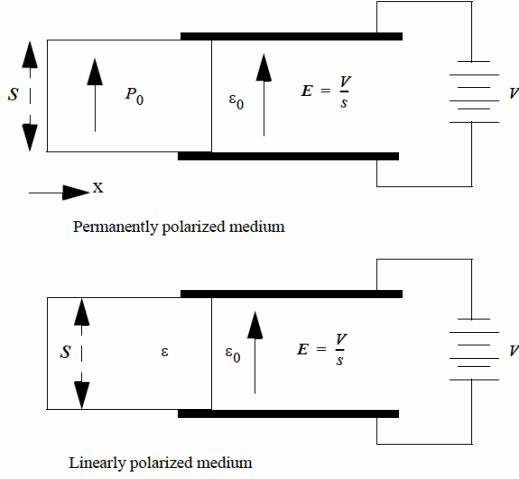 S
P0
ε0
E = V/s
V
X
Permanently polarized medium
S
ε
ε0
E = V/s
V
Linearly polarized medium